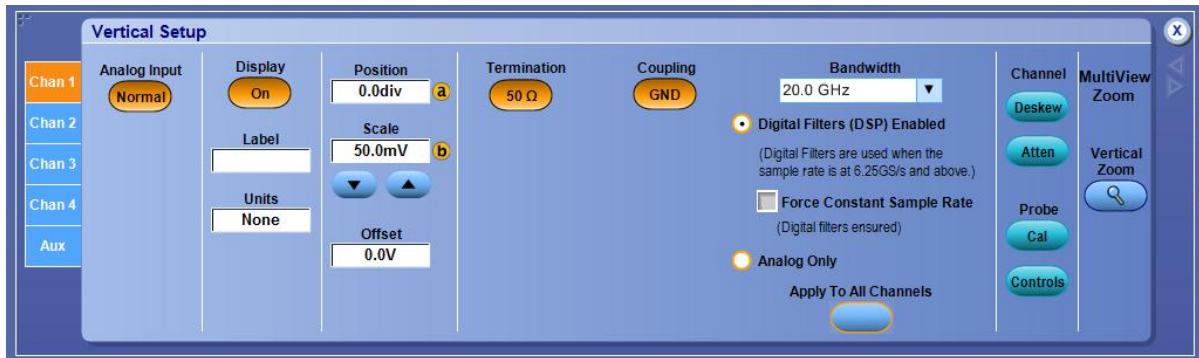 Vertical Setup
X
Chan 1
Chan 2
Chan 3
Chan 4
Aux
Analog Input
Normal
Display
On
Label
Units
None
Position
0.0div
a
Scale
50.0mV
b
Offset
0.0V
Termination
50 Ω
Coupling
GND
Bandwidth
20.0 GHz
Digital Filters (DSP) Enabled
(Digital Filters are used when the
sample rate is at 6.25GS/s and above.)
Force Constant Sample Rate
(Digital filters ensured)
Analog Only
Apply To All Channels
Channel
Deskew
Atten
Probe
Cal
Controls
MultiView
Zoom
Vertical
Zoom